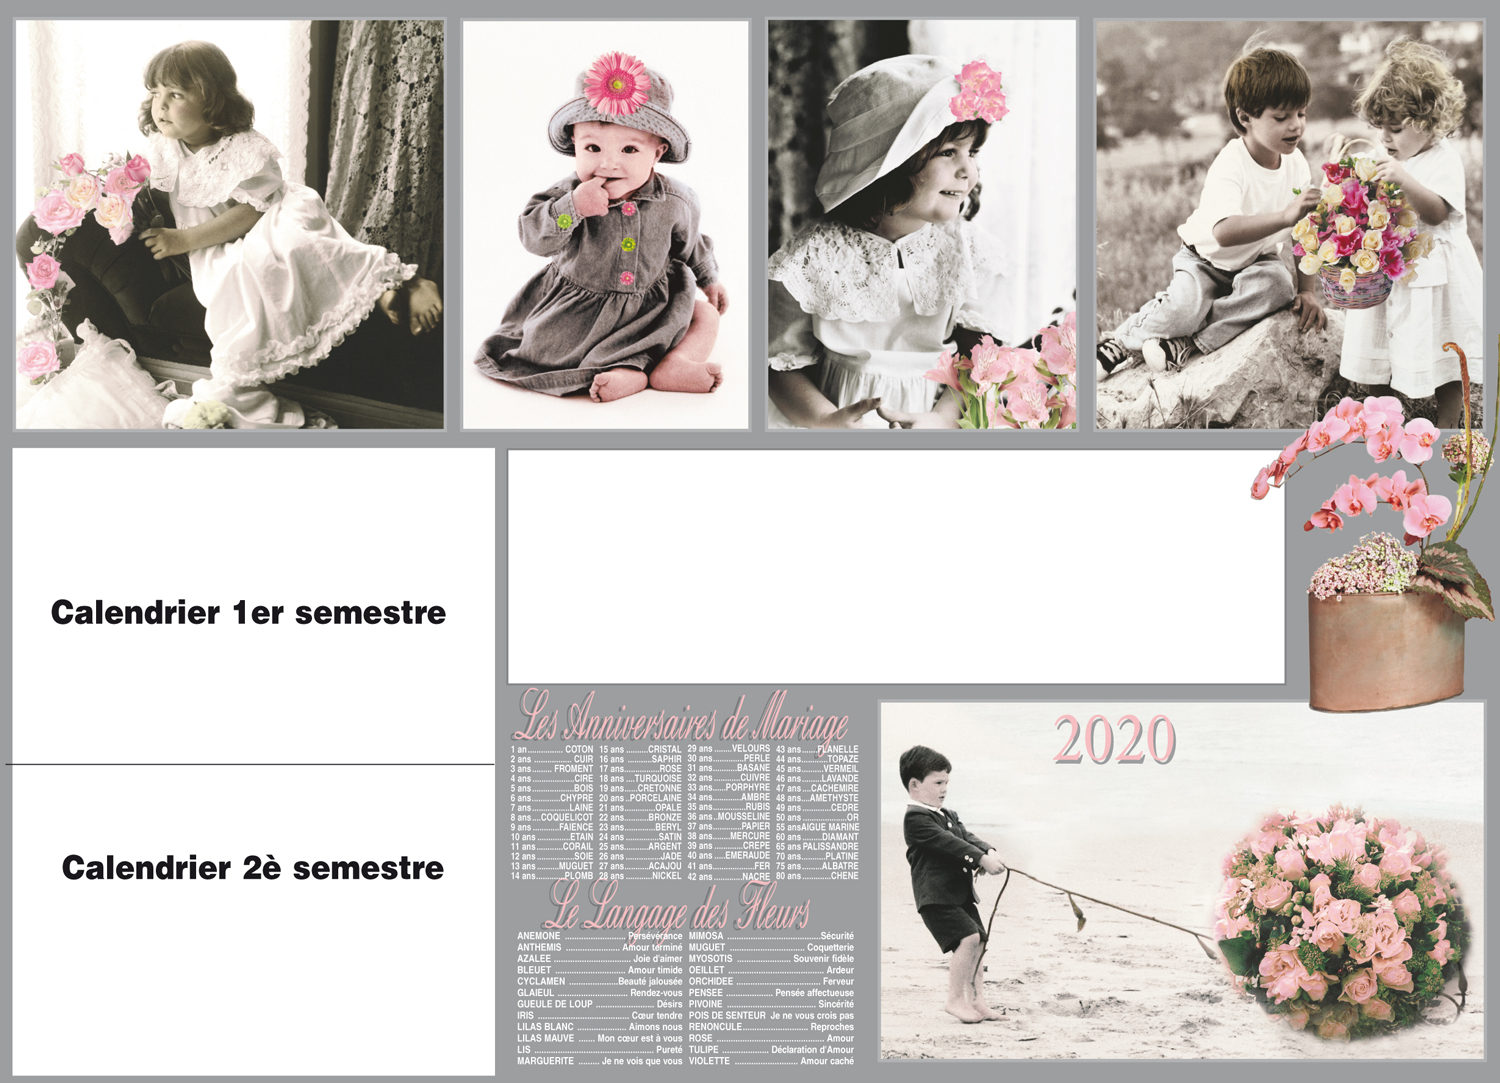 Calendrier 1er semestre
Calendrier 2è semestre
Les Anniversaires de Mariage
1 an................ COTON 15 ans .........CRISTAL 29 ans .......VELOURS 43 ans......FLANELLE
2 ans ................. CUIR 16 ans ...........SAPHIR 30 ans .............PERLE 44 ans..........TOPAZE
3 ans......... FROMENT 17 ans..............ROSE 31 ans...........BASANE 45 ans..........VERMEIL
4 ans ..................CIRE 18 ans ....TURQUOISE 32 ans ............CUIVRE 46 ans ........LAVANDE
5 ans ..................BOIS 19 ans .......CRETONNE 33 ans......PORPHYRE 47 ans ....CACHEMIRE
6 ans............CHYPRE 20 ans ..PORCELAINE 34 ans.............AMBRE 48 ans....AMETHYSTE
7 ans ................LAINE 21 ans.............OPALE 35 ans...............RUBIS 49 ans .............CEDRE
8 ans ....COQUELICOT 22 ans ..........BRONZE 36 ans ..MOUSSELINE 50 ans ...................OR
9 ans ...........FAIENCE 23 ans .............BERYL 37 ans.............PAPIER 55 ansAIGUE MARINE
10 ans ..............ETAIN 24 ans ..............SATIN 38 ans........MERCURE 60 ans........DIAMANT
11 ans ............CORAIL 25 ans..........ARGENT 39 ans .............CREPE 65 ans PALISSANDRE
12 ans ................SOIE 26 ans ................JADE 40 ans .....EMERAUDE 70 ans ..........PLATINE
13 ans ..........MUGUET 27 ans ..........ACAJOU 41 ans ..................FER 75 ans .........ALBATRE
14 ans............PLOMB 28 ans ...........NICKEL 42 ans .............NACRE 80 ans ............CHENE
Le Langage des Fleurs
ANEMONE ........................ Persévérance MIMOSA .....................................Sécurité
ANTHEMIS ..................... Amour terminé MUGUET ............................... Coquetterie
AZALEE ............................. Joie d'aimer MYOSOTIS ..................... Souvenir fidèle
BLEUET ............................ Amour timide OEILLET ...................................... Ardeur
CYCLAMEN ....................Beauté jalousée ORCHIDEE .................................. Ferveur
GLAIEUL ............................ Rendez-vous PENSEE .................. Pensée affectueuse
GUEULE DE LOUP ....................... Désirs PIVOINE .................................... Sincérité
IRIS ...................................... Cœur tendre POIS DE SENTEUR Je ne vous crois pas
LILAS BLANC ................... Aimons nous RENONCULE.......................... Reproches
LILAS MAUVE ....... Mon cœur est à vous ROSE ............................................ Amour
LIS ............................................... Pureté TULIPE .................. Déclaration d'Amour
MARGUERITE ........ Je ne vois que vous VIOLETTE ........................ Amour caché
2020